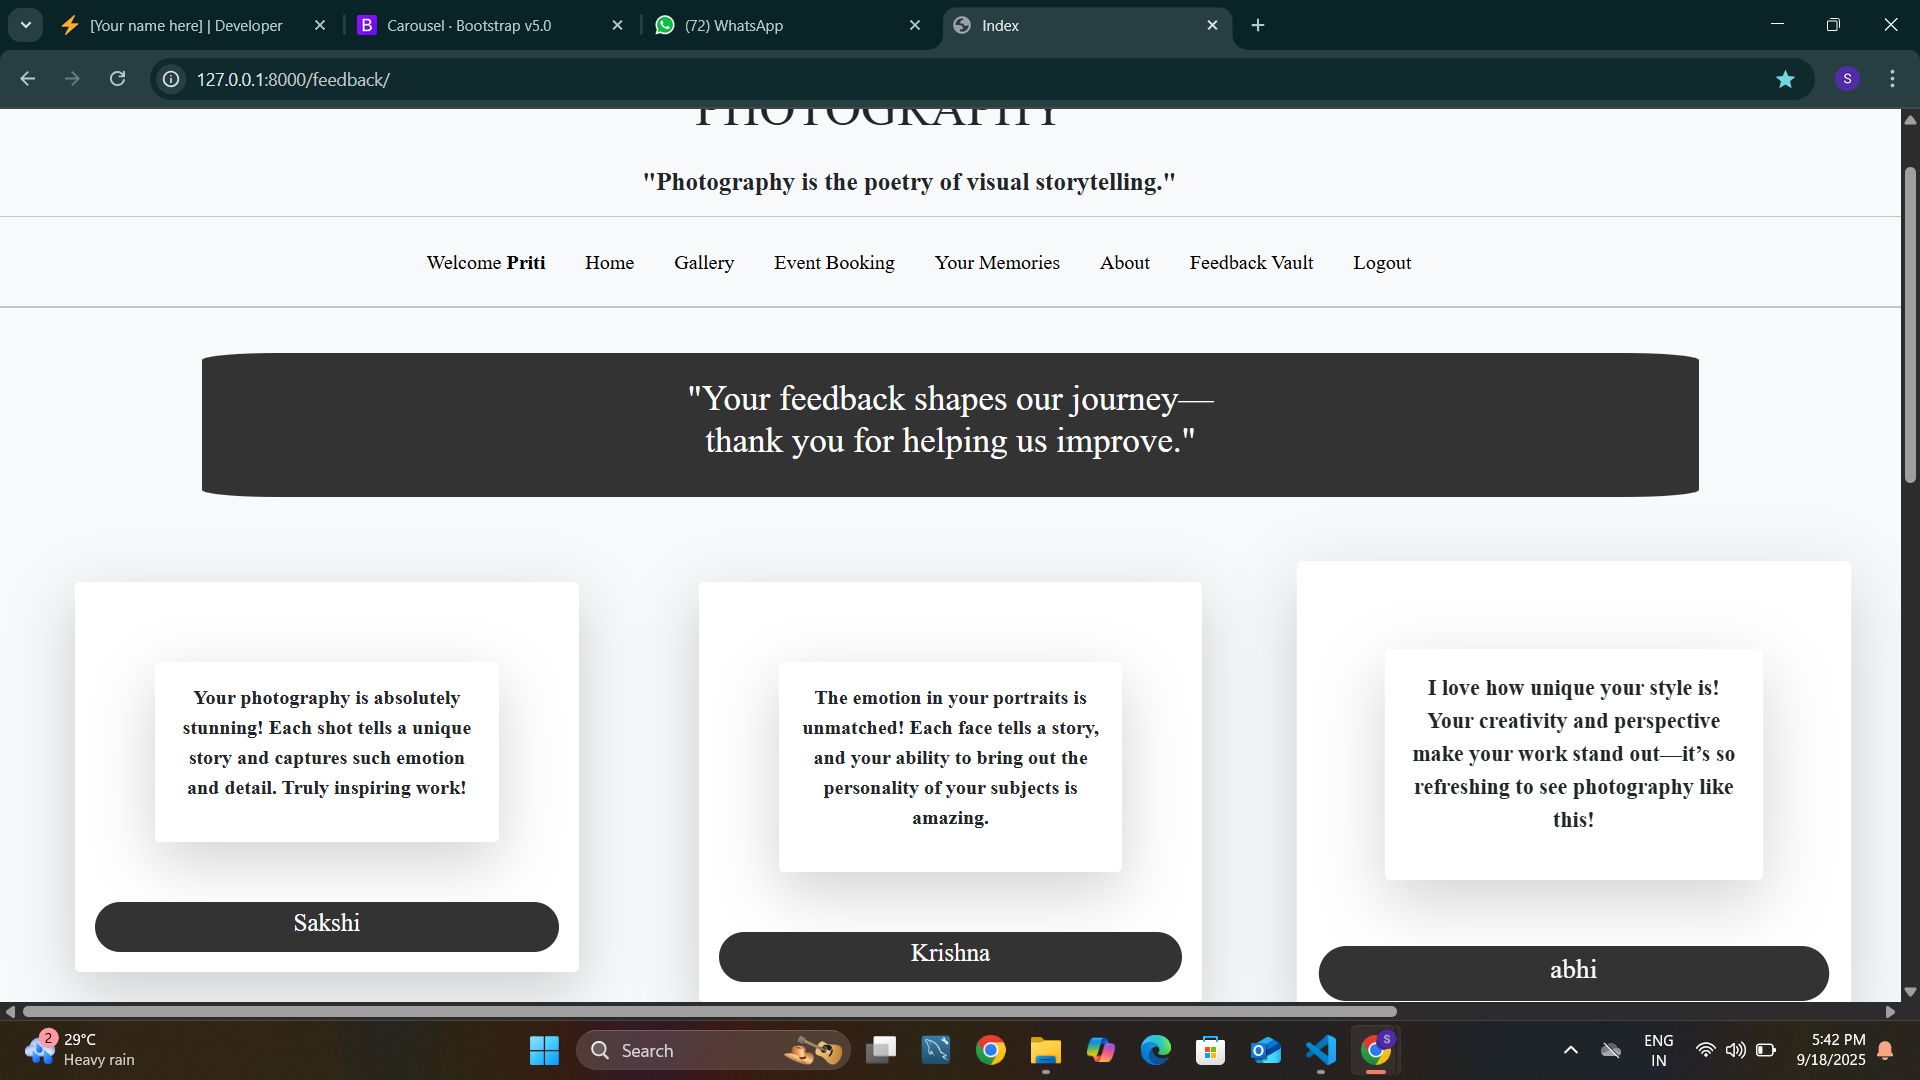 [Your name here] | Developer
B Carousel · Bootstrap v5.0
(72) WhatsApp
Index
127.0.0.1:8000/feedback/
S
PHOTOGRAPHY
"Photography is the poetry of visual storytelling."
Welcome Priti Home Gallery Event Booking Your Memories About Feedback Vault Logout
"Your feedback shapes our journey—
thank you for helping us improve."
Your photography is absolutely
stunning! Each shot tells a unique
story and captures such emotion
and detail. Truly inspiring work!
Sakshi
The emotion in your portraits is
unmatched! Each face tells a story,
and your ability to bring out the
personality of your subjects is
amazing.
Krishna
I love how unique your style is!
Your creativity and perspective
make your work stand out—it’s so
refreshing to see photography like
this!
abhi
2
29°C
Heavy rain
Search
S
ENG
IN
5:42 PM
9/18/2025